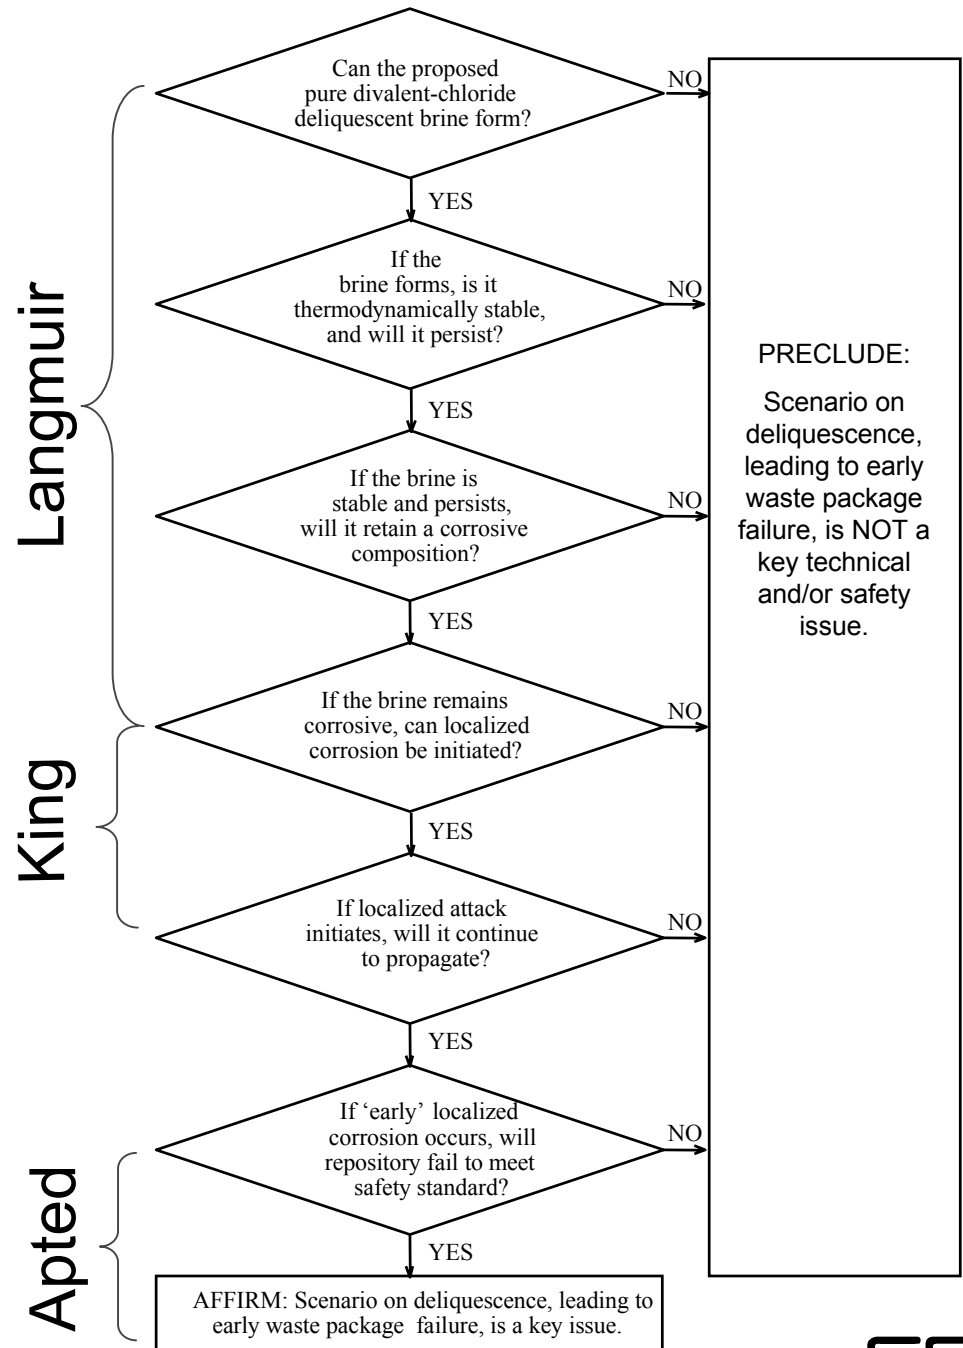 Can the proposed
pure divalent-chloride
deliquescent brine form?
NO
YES
If the
brine forms, is it
thermodynamically stable,
and will it persist?
NO
YES
If the brine is
stable and persists,
will it retain a corrosive
composition?
NO
YES
If the brine remains
corrosive, can localized
corrosion be initiated?
NO
YES
If localized attack
initiates, will it continue
to propagate?
NO
YES
If ‘early’ localized
corrosion occurs, will
repository fail to meet
safety standard?
NO
YES
AFFIRM: Scenario on deliquescence, leading to
early waste package failure, is a key issue.
PRECLUDE:
Scenario on
deliquescence,
leading to early
waste package
failure, is NOT a
key technical
and/or safety
issue.
Langmuir
King
Apted